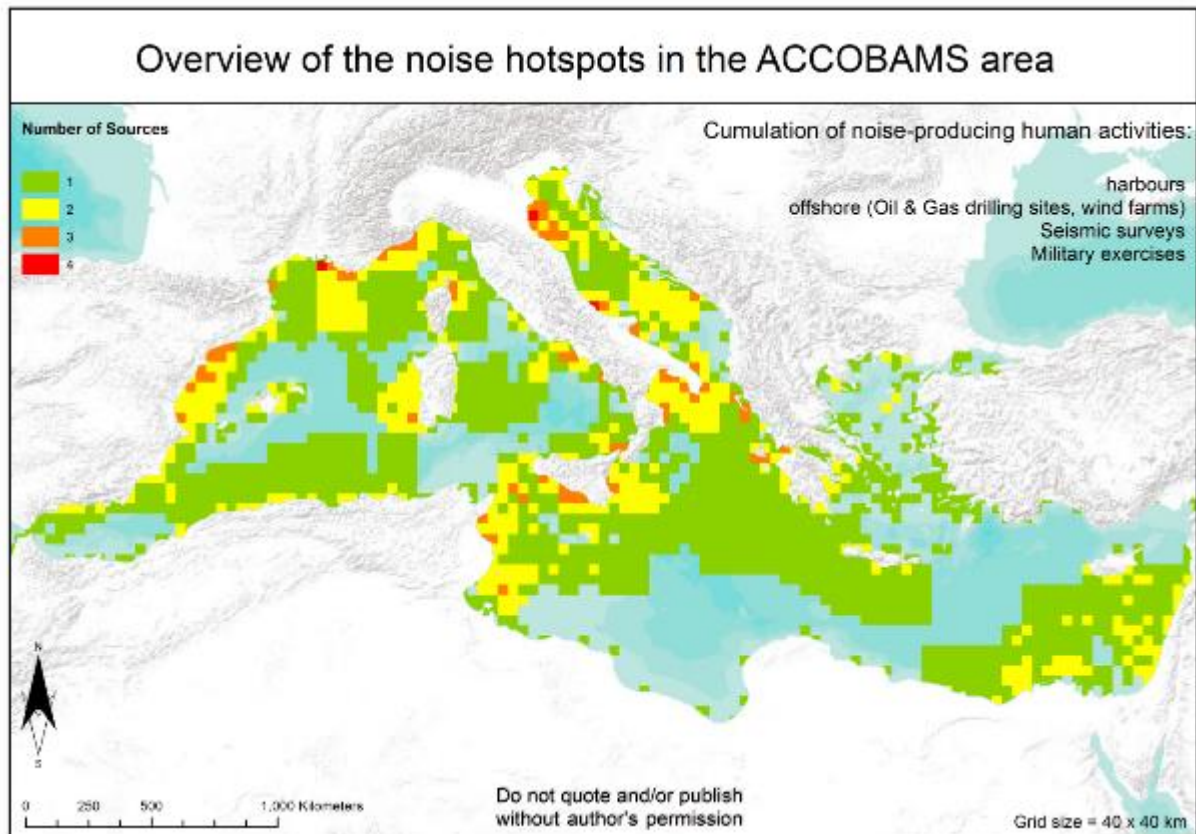 Overview of the noise hotspots in the ACCOBAMS area
Number of Sources
1
2
3
4
Cumulation of noise-producing human activities:
harbours
offshore (Oil & Gas drilling sites, wind farms)
Seismic surveys
Military exercises
N
S
0 250 500 1,000 Kilometers
Do not quote and/or publish
without author's permission
Grid size = 40 x 40 km